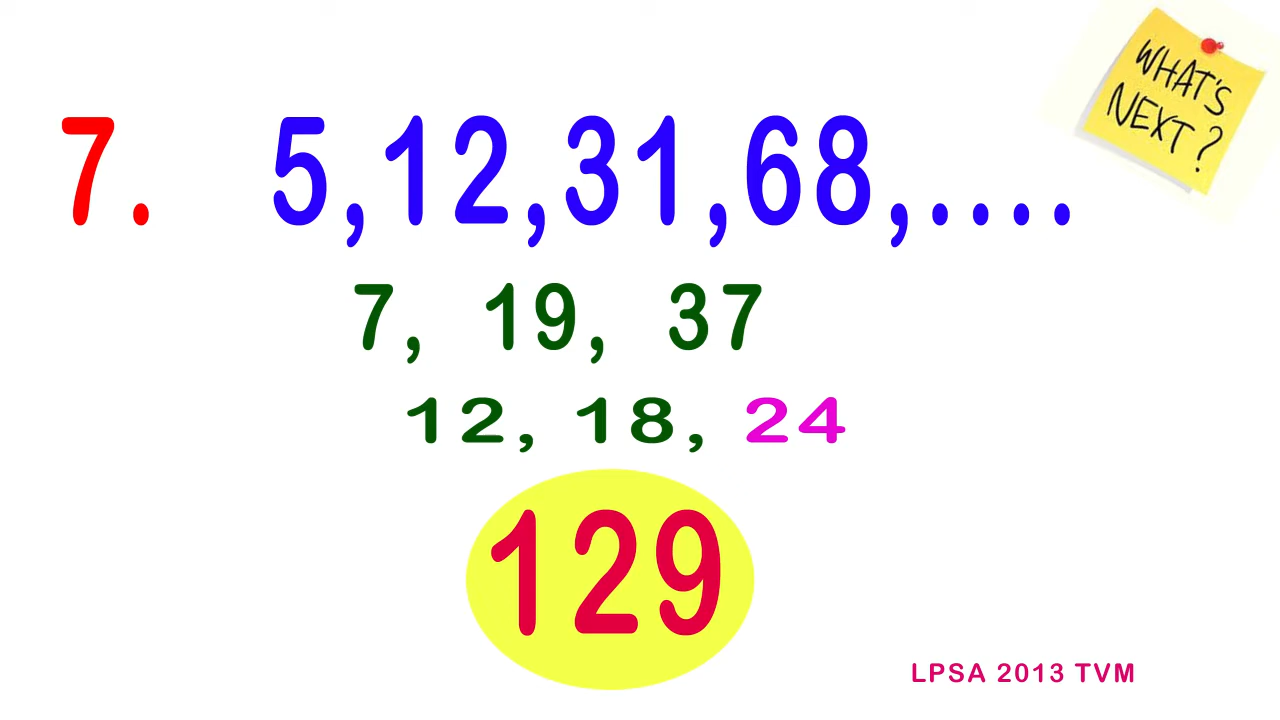 WHAT'S
NEXT?
7. 5,12,31,68,....
7, 19, 37
12, 18, 24
129
LPSA 2013 TVM